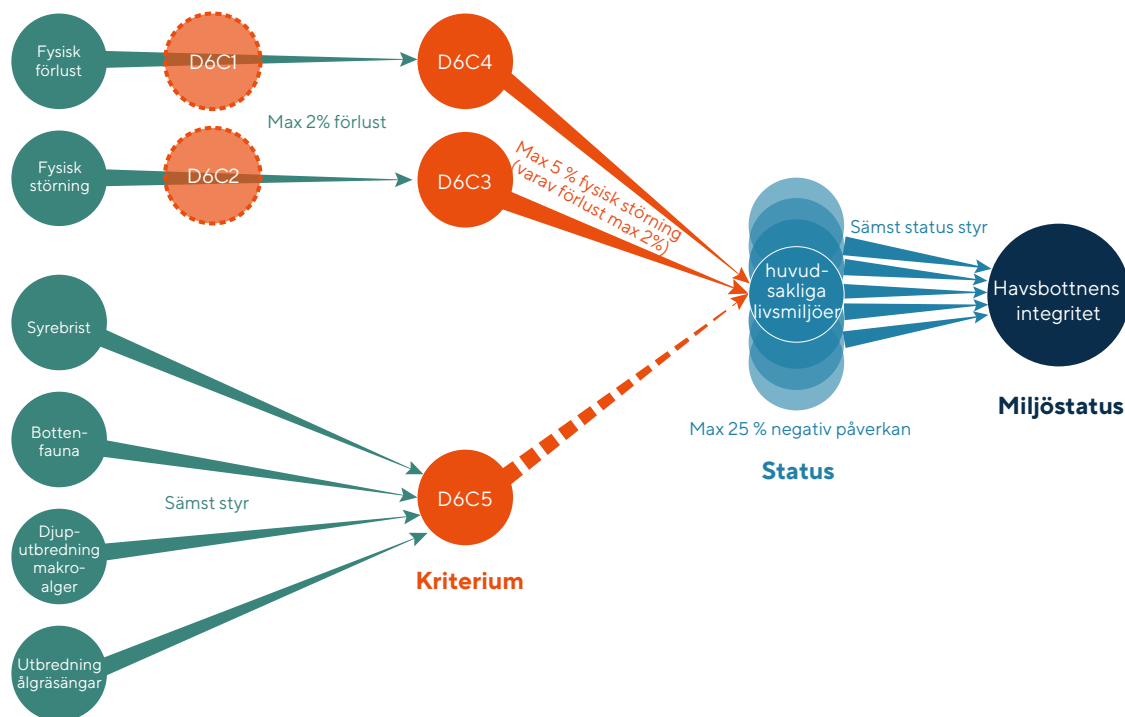 Fysisk
förlust
D6C1
D6C4
Max 2% förlust
Fysisk
störning
D6C2
D6C3
Max 5 % fysisk störning
(varav förlust max 2%)
Syrebrist
Botten-
fauna
Djup-
utbredning
makro-
alger
Utbredning
ålgräsängar
Sämst styr
D6C5
Kriterium
huvud-
sakliga
livsmiljöer
Max 25 % negativ påverkan
Status
Sämst status styr
Havsbottnens
integritet
Miljöstatus